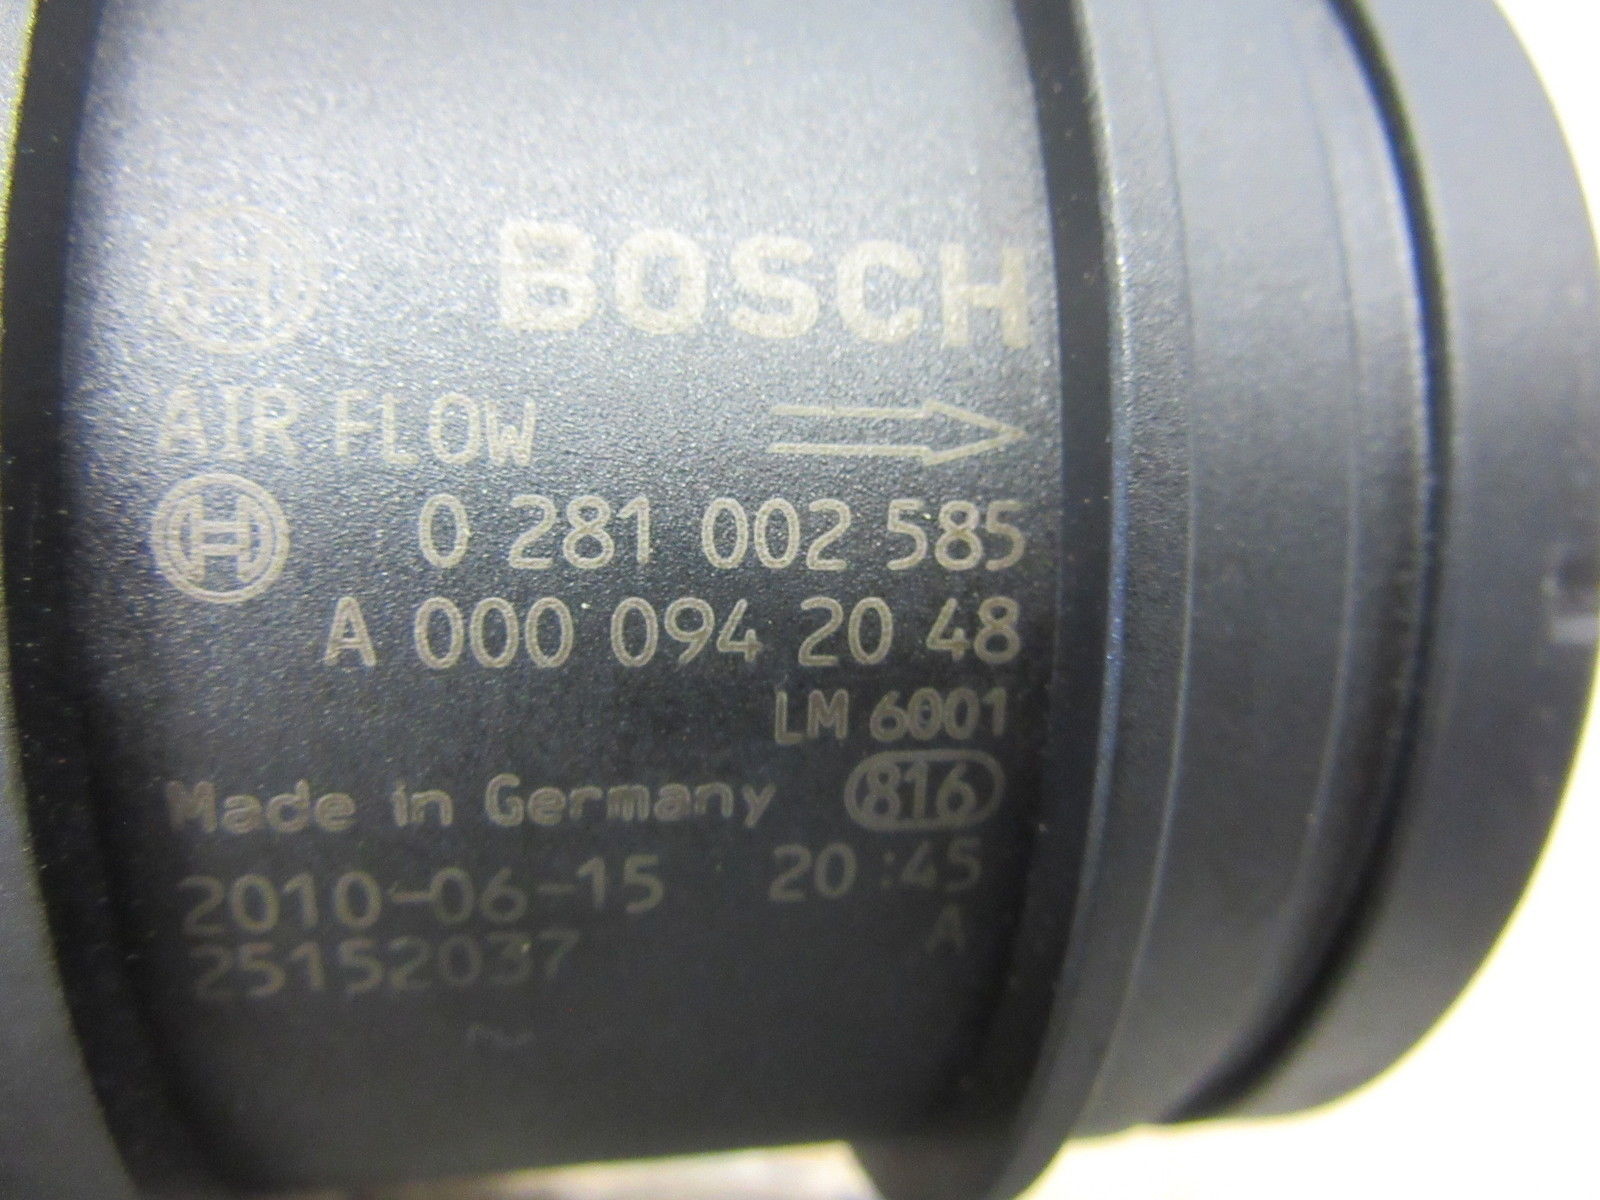 BOSCH
AIR FLOW
0 281 002 585
A 000 094 20 48
LM 6001
Made in Germany 816
2010-06-15 20:45
A
25152037